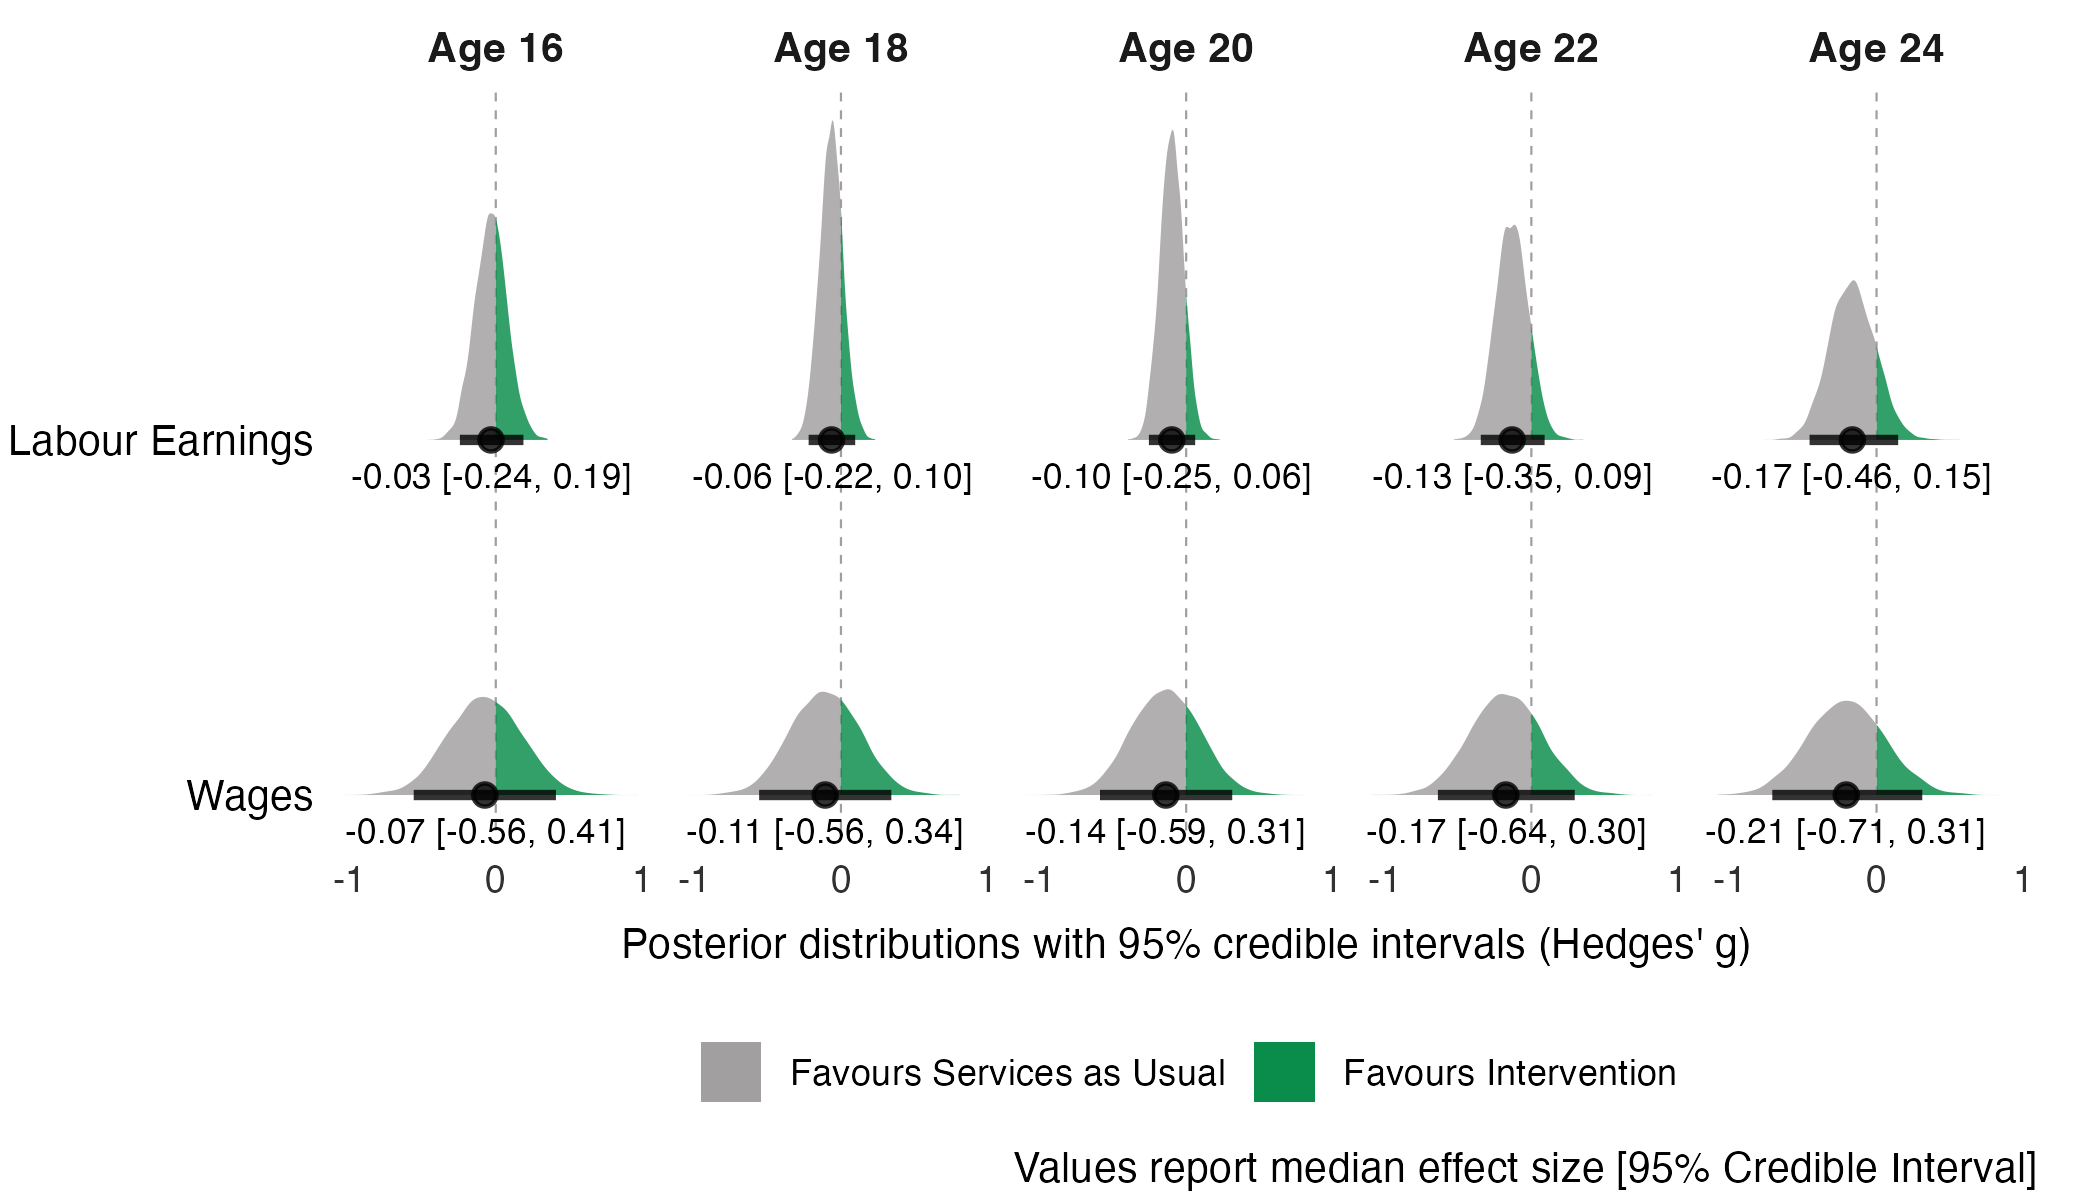 Age 16 Age 18 Age 20 Age 22 Age 24
Labour Earnings
-0.03 [-0.24, 0.19] -0.06 [-0.22, 0.10] -0.10 [-0.25, 0.06] -0.13 [-0.35, 0.09] -0.17 [-0.46, 0.15]
Wages
-0.07 [-0.56, 0.41] -0.11 [-0.56, 0.34] -0.14 [-0.59, 0.31] -0.17 [-0.64, 0.30] -0.21 [-0.71, 0.31]
-1 0 1 -1 0 1 -1 0 1 -1 0 1 -1 0 1
Posterior distributions with 95% credible intervals (Hedges' g)
Favours Services as Usual Favours Intervention
Values report median effect size [95% Credible Interval]